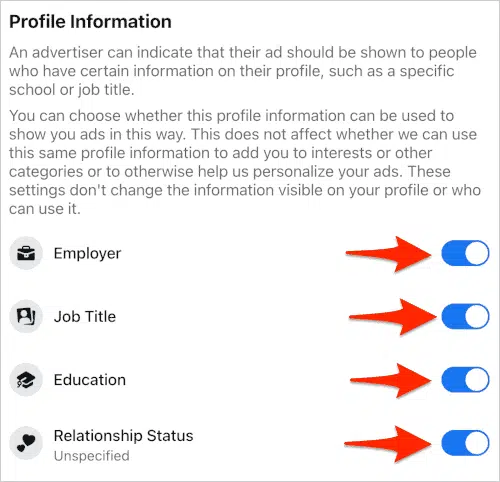 Profile Information
An advertiser can indicate that their ad should be shown to people
who have certain information on their profile, such as a specific
school or job title.
You can choose whether this profile information can be used to
show you ads in this way. This does not affect whether we can use
this same profile information to add you to interests or other
categories or to otherwise help us personalize your ads. These
settings don't change the information visible on your profile or who
can use it.
Employer
Job Title
Education
Relationship Status
Unspecified